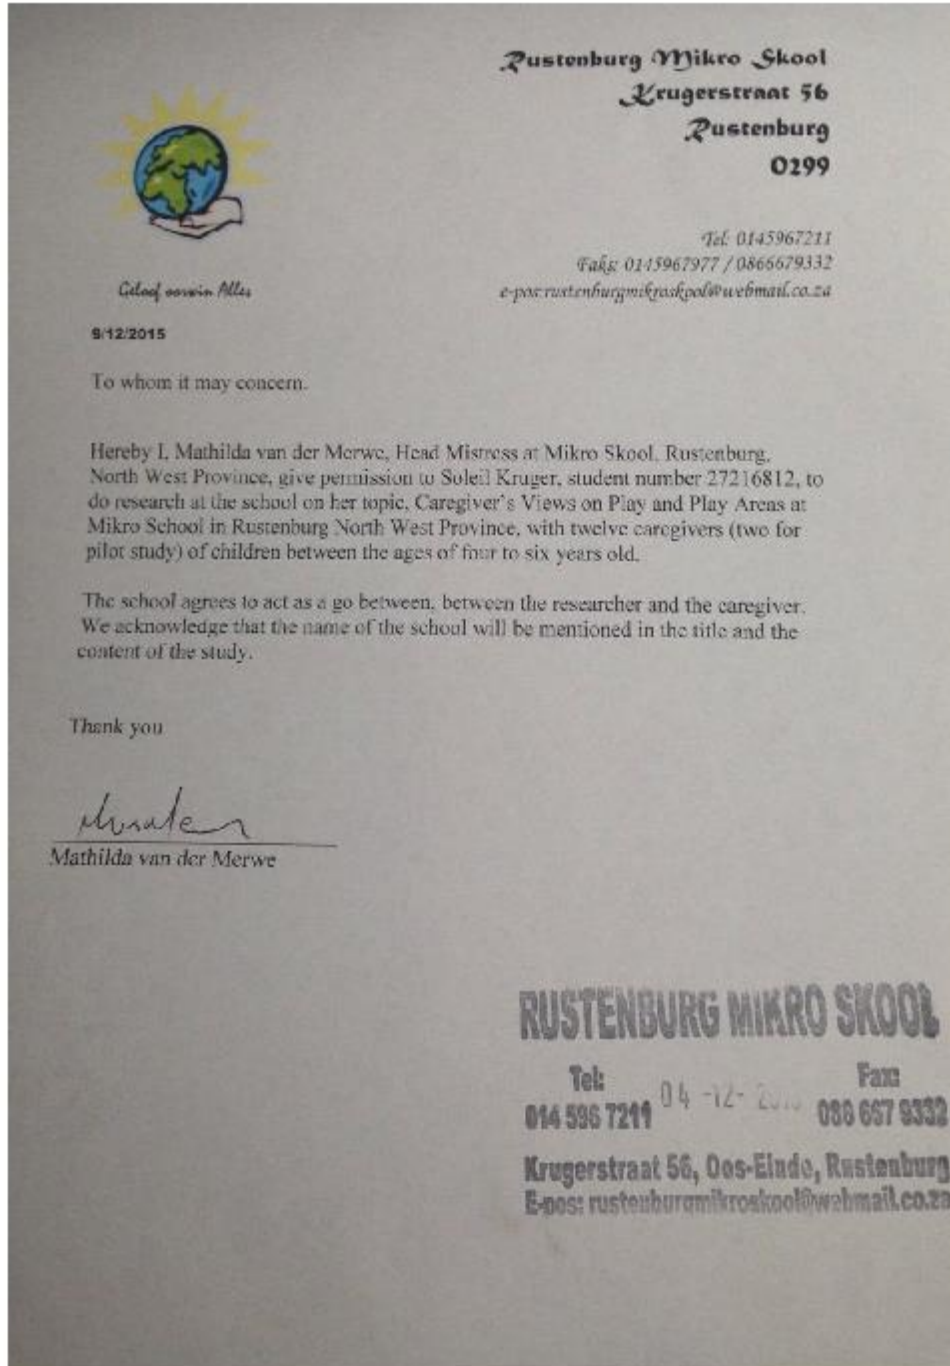 Rustenburg Mikro Skool
Krugerstraat 56
Rustenburg
0299
Tel: 0145967211
Faks: 0145967977 / 0866679332
e-pos:rustenburgmikroskool@webmail.co.za
Geloof oorwin Alles
9/12/2015
To whom it may concern.
Hereby I, Mathilda van der Merwe, Head Mistress at Mikro Skool, Rustenburg,
North West Province, give permission to Soleil Kruger, student number 27216812, to
do research at the school on her topic, Caregiver's Views on Play and Play Areas at
Mikro School in Rustenburg North West Province, with twelve caregivers (two for
pilot study) of children between the ages of four to six years old.
The school agrees to act as a go between, between the researcher and the caregiver.
We acknowledge that the name of the school will be mentioned in the title and the
content of the study.
Thank you
Mathilda van der Merwe
RUSTENBURG MIKRO SKOOL
Tel: Fax:
014 596 7211 04 -12- 086 667 9332
Krugerstraat 56, Oos-Einde, Rustenburg
E-pos: rustenburgmikroskool@webmail.co.za